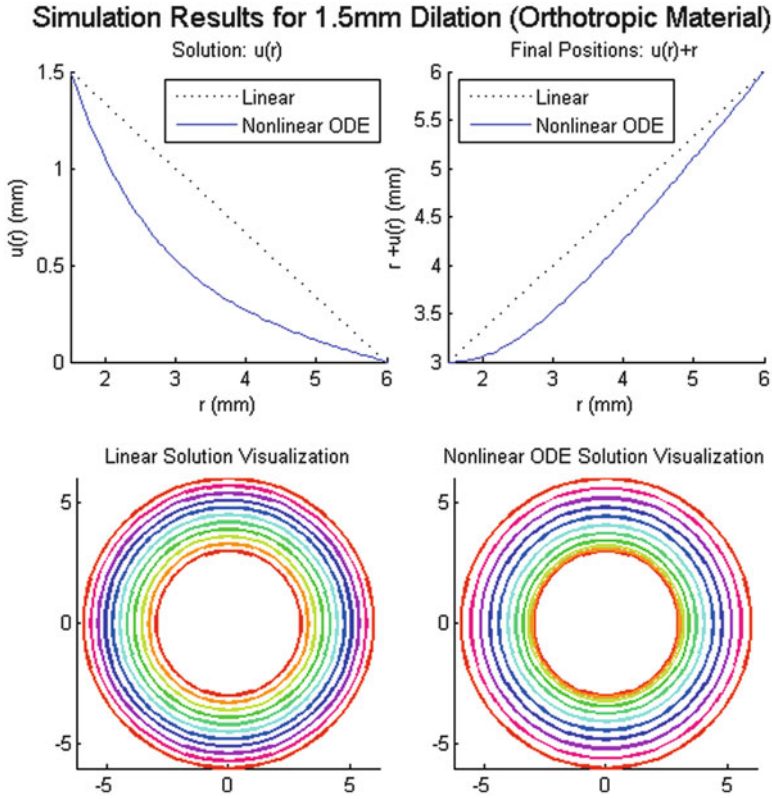 Simulation Results for 1.5mm Dilation (Orthotropic Material)
Solution: u(r)
1.5
1
0.5
0
u(r) (mm)
Linear
Nonlinear ODE
2
3
4
5
6
r (mm)
Final Positions: u(r)+r
6
5.5
5
4.5
4
3.5
3
r +u(r) (mm)
Linear
Nonlinear ODE
2
3
4
5
6
r (mm)
Linear Solution Visualization
5
0
-5
-5
0
5
Nonlinear ODE Solution Visualization
5
0
-5
-5
0
5